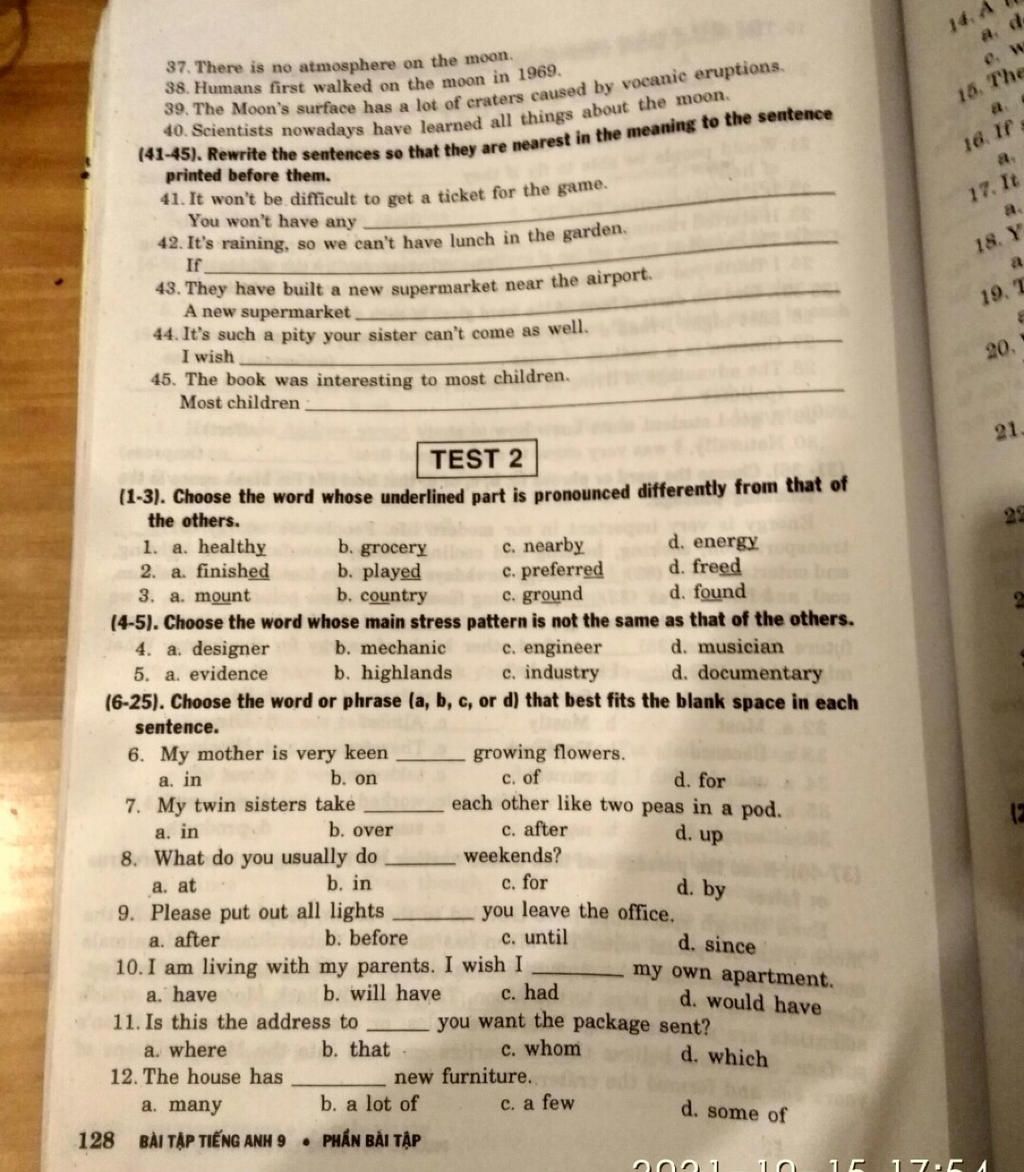 37. There is no atmosphere on the moon.
38. Humans first walked on the moon in 1969.
39. The Moon's surface has a lot of craters caused by vocanic eruptions.
40. Scientists nowadays have learned all things about the moon.
(41-45). Rewrite the sentences so that they are nearest in the meaning to the sentence
printed before them.
41. It won't be difficult to get a ticket for the game.
You won't have any
42. It's raining, so we can't have lunch in the garden.
If
43. They have built a new supermarket near the airport.
A new supermarket
44. It's such a pity your sister can't come as well.
I wish
45. The book was interesting to most children.
Most children
TEST 2
(1-3). Choose the word whose underlined part is pronounced differently from that of
the others.
1. a. healthy b. grocery c. nearby d. energy
2. a. finished b. played c. preferred d. freed
3. a. mount b. country c. ground d. found
(4-5). Choose the word whose main stress pattern is not the same as that of the others.
4. a. designer b. mechanic c. engineer d. musician
5. a. evidence b. highlands c. industry d. documentary
(6-25). Choose the word or phrase (a, b, c, or d) that best fits the blank space in each
sentence.
6. My mother is very keen ______ growing flowers.
a. in b. on c. of d. for
7. My twin sisters take ______ each other like two peas in a pod.
a. in b. over c. after d. up
8. What do you usually do ______ weekends?
a. at b. in c. for d. by
9. Please put out all lights ______ you leave the office.
a. after b. before c. until d. since
10. I am living with my parents. I wish I ______ my own apartment.
a. have b. will have c. had d. would have
11. Is this the address to ______ you want the package sent?
a. where b. that c. whom d. which
12. The house has ______ new furniture.
a. many b. a lot of c. a few d. some of
128 BÀI TẬP TIẾNG ANH 9 • PHẦN BÀI TẬP
14. A
a.
c.
15. The
a.
16. If
a.
17. It
a.
18. Y
a
19.
20.
21.